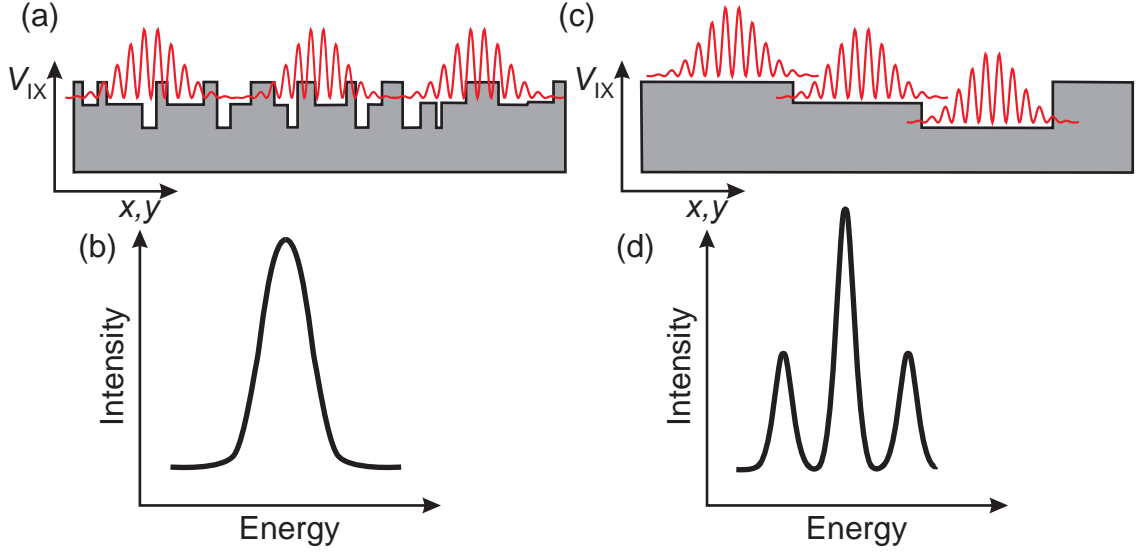 (a)
V_IX
x,y
(b)
Intensity
Energy
(c)
V_IX
x,y
(d)
Intensity
Energy